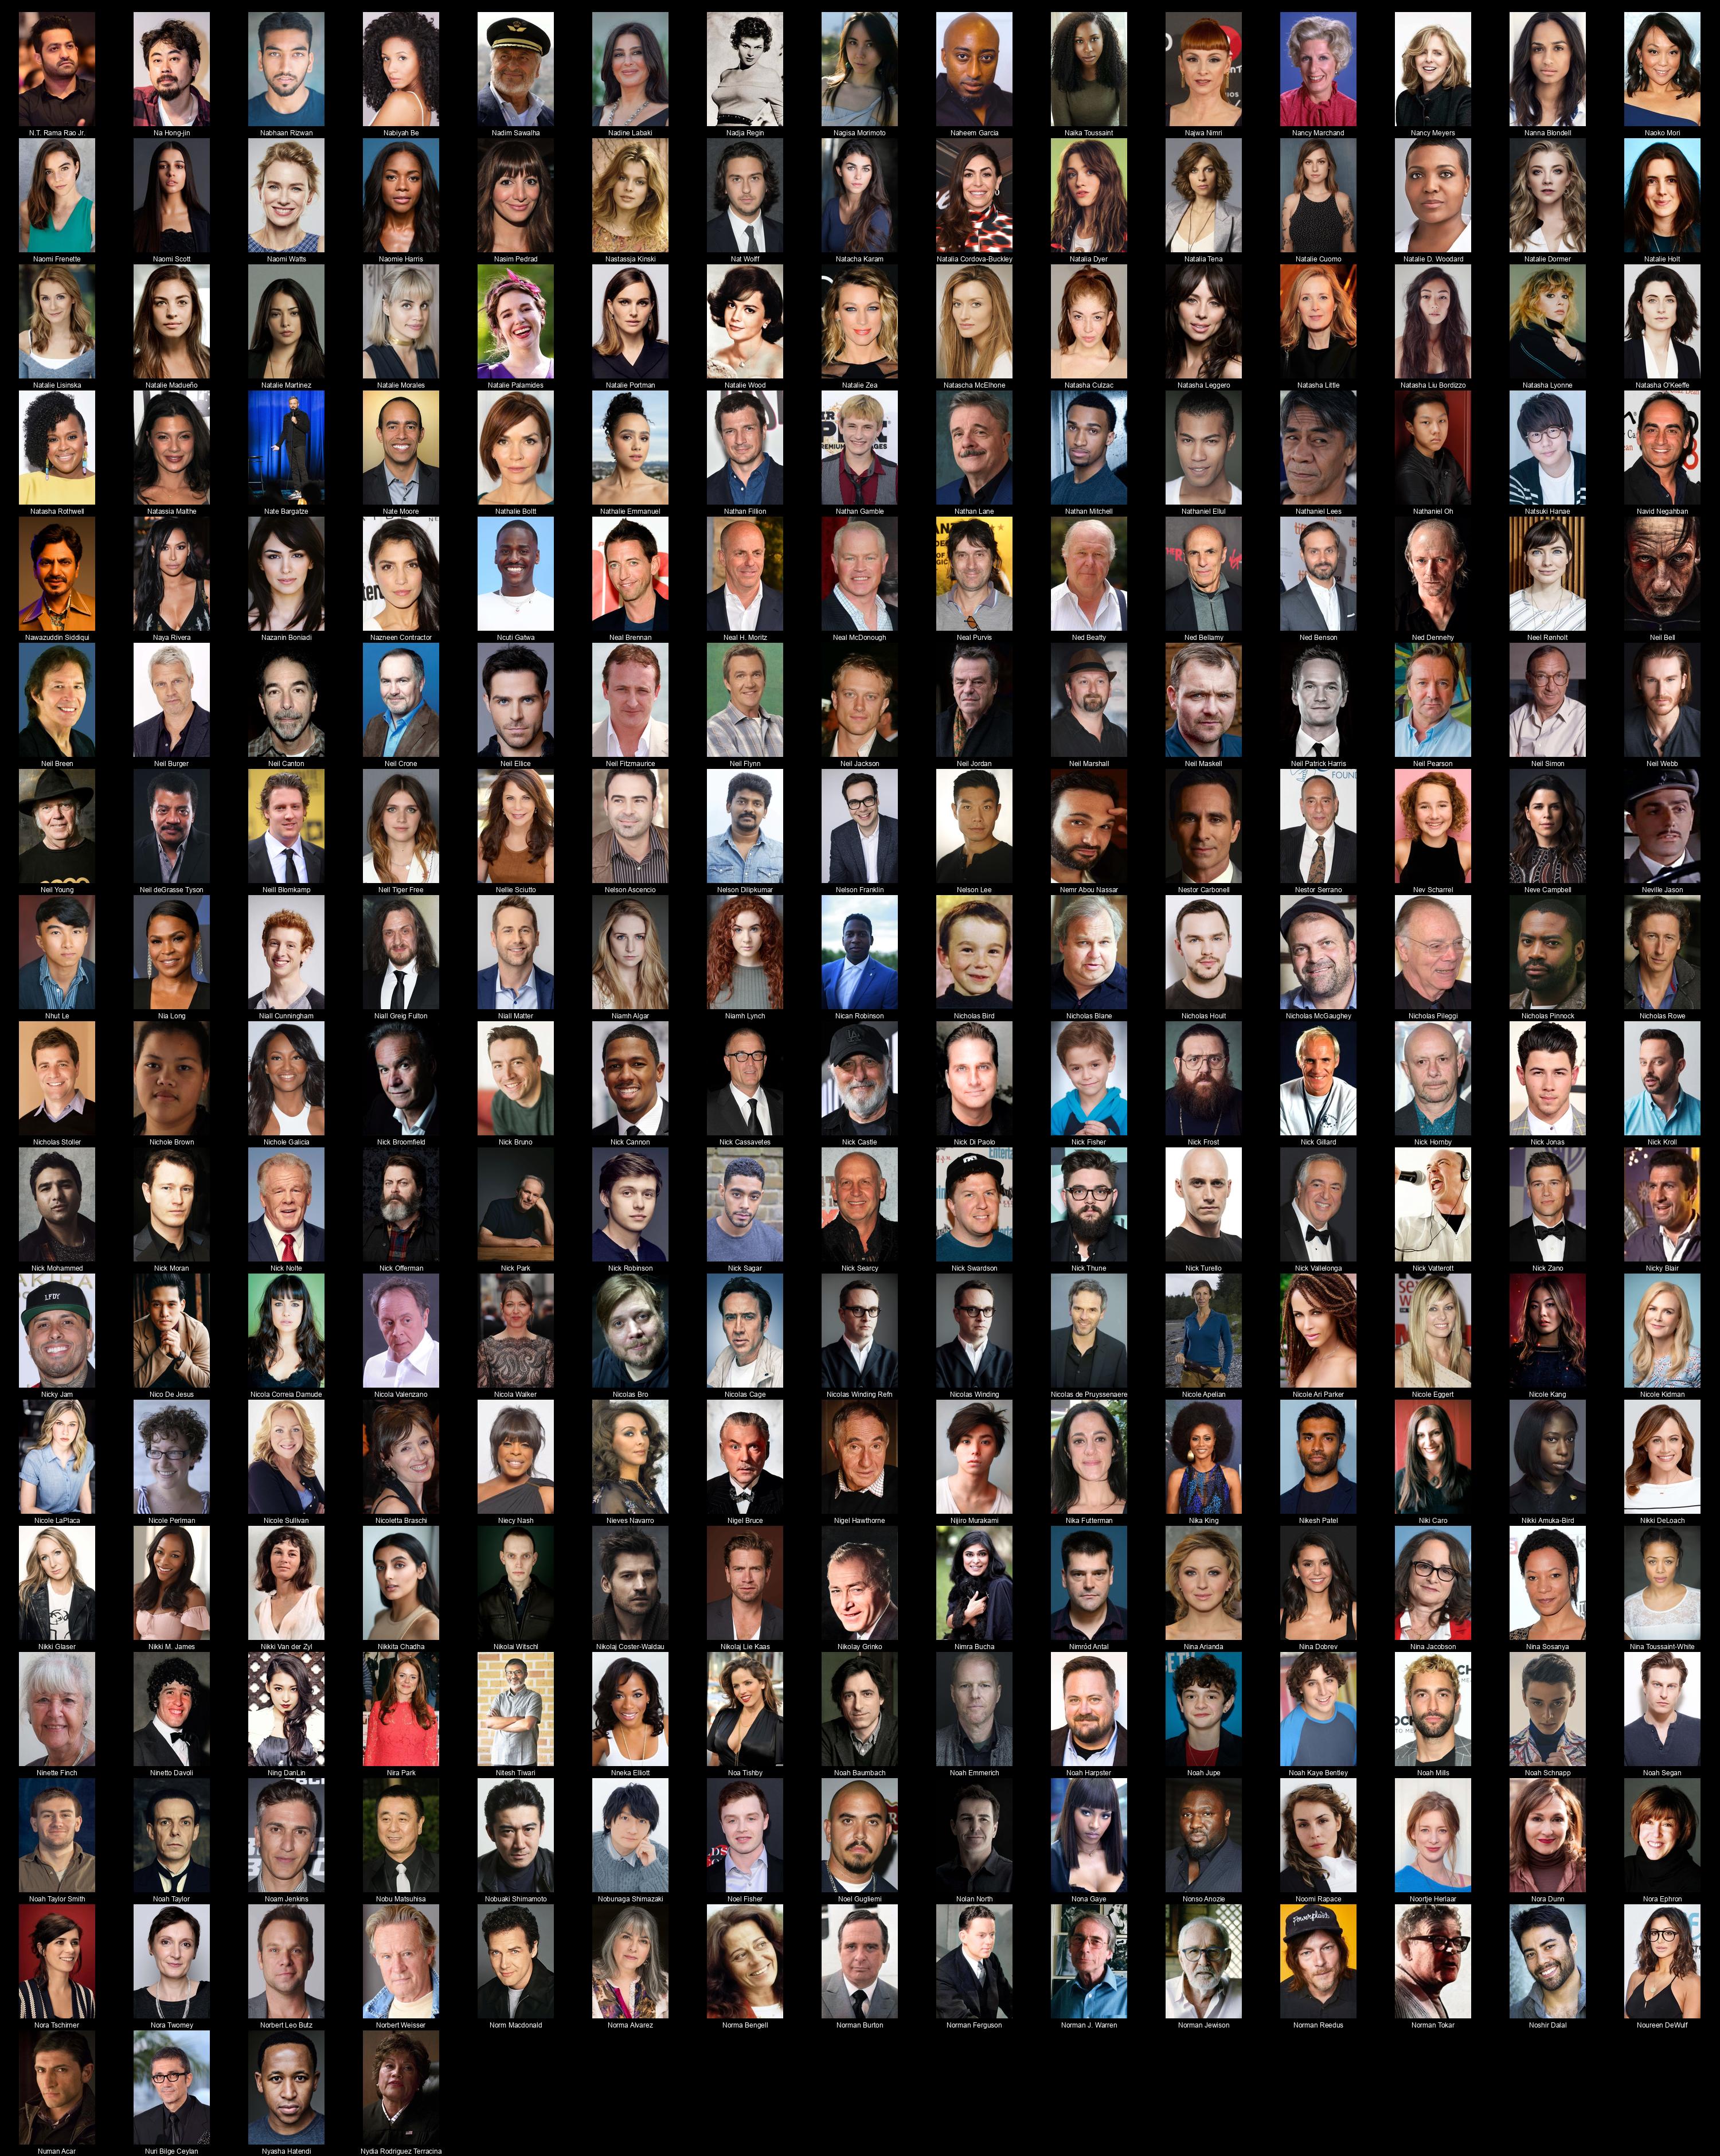 N.T. Rama Rao Jr. Na Hong-jin Nabhaan Rizwan Nabiyah Be Nadim Sawalha Nadine Labaki Nadja Regin Nagisa Morimoto Naheem Garcia Naika Toussaint Najwa Nimri Nancy Marchand Nancy Meyers Nanna Blondell Naoko Mori
Naomi Frenette Naomi Scott Naomi Watts Naomie Harris Nasim Pedrad Nastassja Kinski Nat Wolff Natacha Karam Natalia Cordova-Buckley Natalia Dyer Natalia Tena Natalie Cuomo Natalie D. Woodard Natalie Dormer Natalie Holt
Natalie Lisinska Natalie Madueño Natalie Martinez Natalie Morales Natalie Palamides Natalie Portman Natalie Wood Natalie Zea Natascha McElhone Natasha Culzac Natasha Leggero Natasha Little Natasha Liu Bordizzo Natasha Lyonne Natasha O'Keeffe
Natasha Rothwell Natassia Malthe Nate Bargatze Nate Moore Nathalie Boltt Nathalie Emmanuel Nathan Fillion Nathan Gamble Nathan Lane Nathan Mitchell Nathaniel Ellul Nathaniel Lees Nathaniel Oh Natsuki Hanae Navid Negahban
Nawazuddin Siddiqui Naya Rivera Nazanin Boniadi Nazneen Contractor Ncuti Gatwa Neal Brennan Neal H. Moritz Neal McDonough Neal Purvis Ned Beatty Ned Bellamy Ned Benson Ned Dennehy Neel Rønholt Neil Bell
Neil Breen Neil Burger Neil Canton Neil Crone Neil Ellice Neil Fitzmaurice Neil Flynn Neil Jackson Neil Jordan Neil Marshall Neil Maskell Neil Patrick Harris Neil Pearson Neil Simon Neil Webb
Neil Young Neil deGrasse Tyson Neill Blomkamp Nell Tiger Free Nellie Sciutto Nelson Ascencio Nelson Dilipkumar Nelson Franklin Nelson Lee Nemr Abou Nassar Nestor Carbonell Nestor Serrano Nev Scharrel Neve Campbell Neville Jason
Nhut Le Nia Long Niall Cunningham Niall Greig Fulton Niall Matter Niamh Algar Niamh Lynch Nican Robinson Nicholas Bird Nicholas Blane Nicholas Hoult Nicholas McGaughey Nicholas Pileggi Nicholas Pinnock Nicholas Rowe
Nicholas Stoller Nichole Brown Nichole Galicia Nick Broomfield Nick Bruno Nick Cannon Nick Cassavetes Nick Castle Nick Di Paolo Nick Fisher Nick Frost Nick Gillard Nick Hornby Nick Jonas Nick Kroll
Nick Mohammed Nick Moran Nick Nolte Nick Offerman Nick Park Nick Robinson Nick Sagar Nick Searcy Nick Swardson Nick Thune Nick Turello Nick Vallelonga Nick Vatterott Nick Zano Nicky Blair
Nicky Jam Nico De Jesus Nicola Correia Damude Nicola Valenzano Nicola Walker Nicolas Bro Nicolas Cage Nicolas Winding Refn Nicolas Winding Nicolas de Pruyssenaere Nicole Apelian Nicole Ari Parker Nicole Eggert Nicole Kang Nicole Kidman
Nicole LaPlaca Nicole Perlman Nicole Sullivan Nicoletta Braschi Niecy Nash Nieves Navarro Nigel Bruce Nigel Hawthorne Nijiro Murakami Nika Futterman Nika King Nikesh Patel Niki Caro Nikki Amuka-Bird Nikki DeLoach
Nikki Glaser Nikki M. James Nikki Van der Zyl Nikkita Chadha Nikolai Witschl Nikolaj Coster-Waldau Nikolaj Lie Kaas Nikolay Grinko Nimra Bucha Nimród Antal Nina Arianda Nina Dobrev Nina Jacobson Nina Sosanya Nina Toussaint-White
Ninette Finch Ninetto Davoli Ning DanLin Nira Park Nitesh Tiwari Nneka Elliott Noa Tishby Noah Baumbach Noah Emmerich Noah Harpster Noah Jupe Noah Kaye Bentley Noah Mills Noah Schnapp Noah Segan
Noah Taylor Smith Noah Taylor Noam Jenkins Nobu Matsuhisa Nobuaki Shimamoto Nobunaga Shimazaki Noel Fisher Noel Gugliemi Nolan North Nona Gaye Nonso Anozie Noomi Rapace Noortje Herlaar Nora Dunn Nora Ephron
Nora Tschirner Nora Twomey Norbert Leo Butz Norbert Weisser Norm Macdonald Norma Alvarez Norma Bengell Norman Burton Norman Ferguson Norman J. Warren Norman Jewison Norman Reedus Norman Tokar Noshir Dalal Noureen DeWulf
Numan Acar Nuri Bilge Ceylan Nyasha Hatendi Nydia Rodriguez Terracina